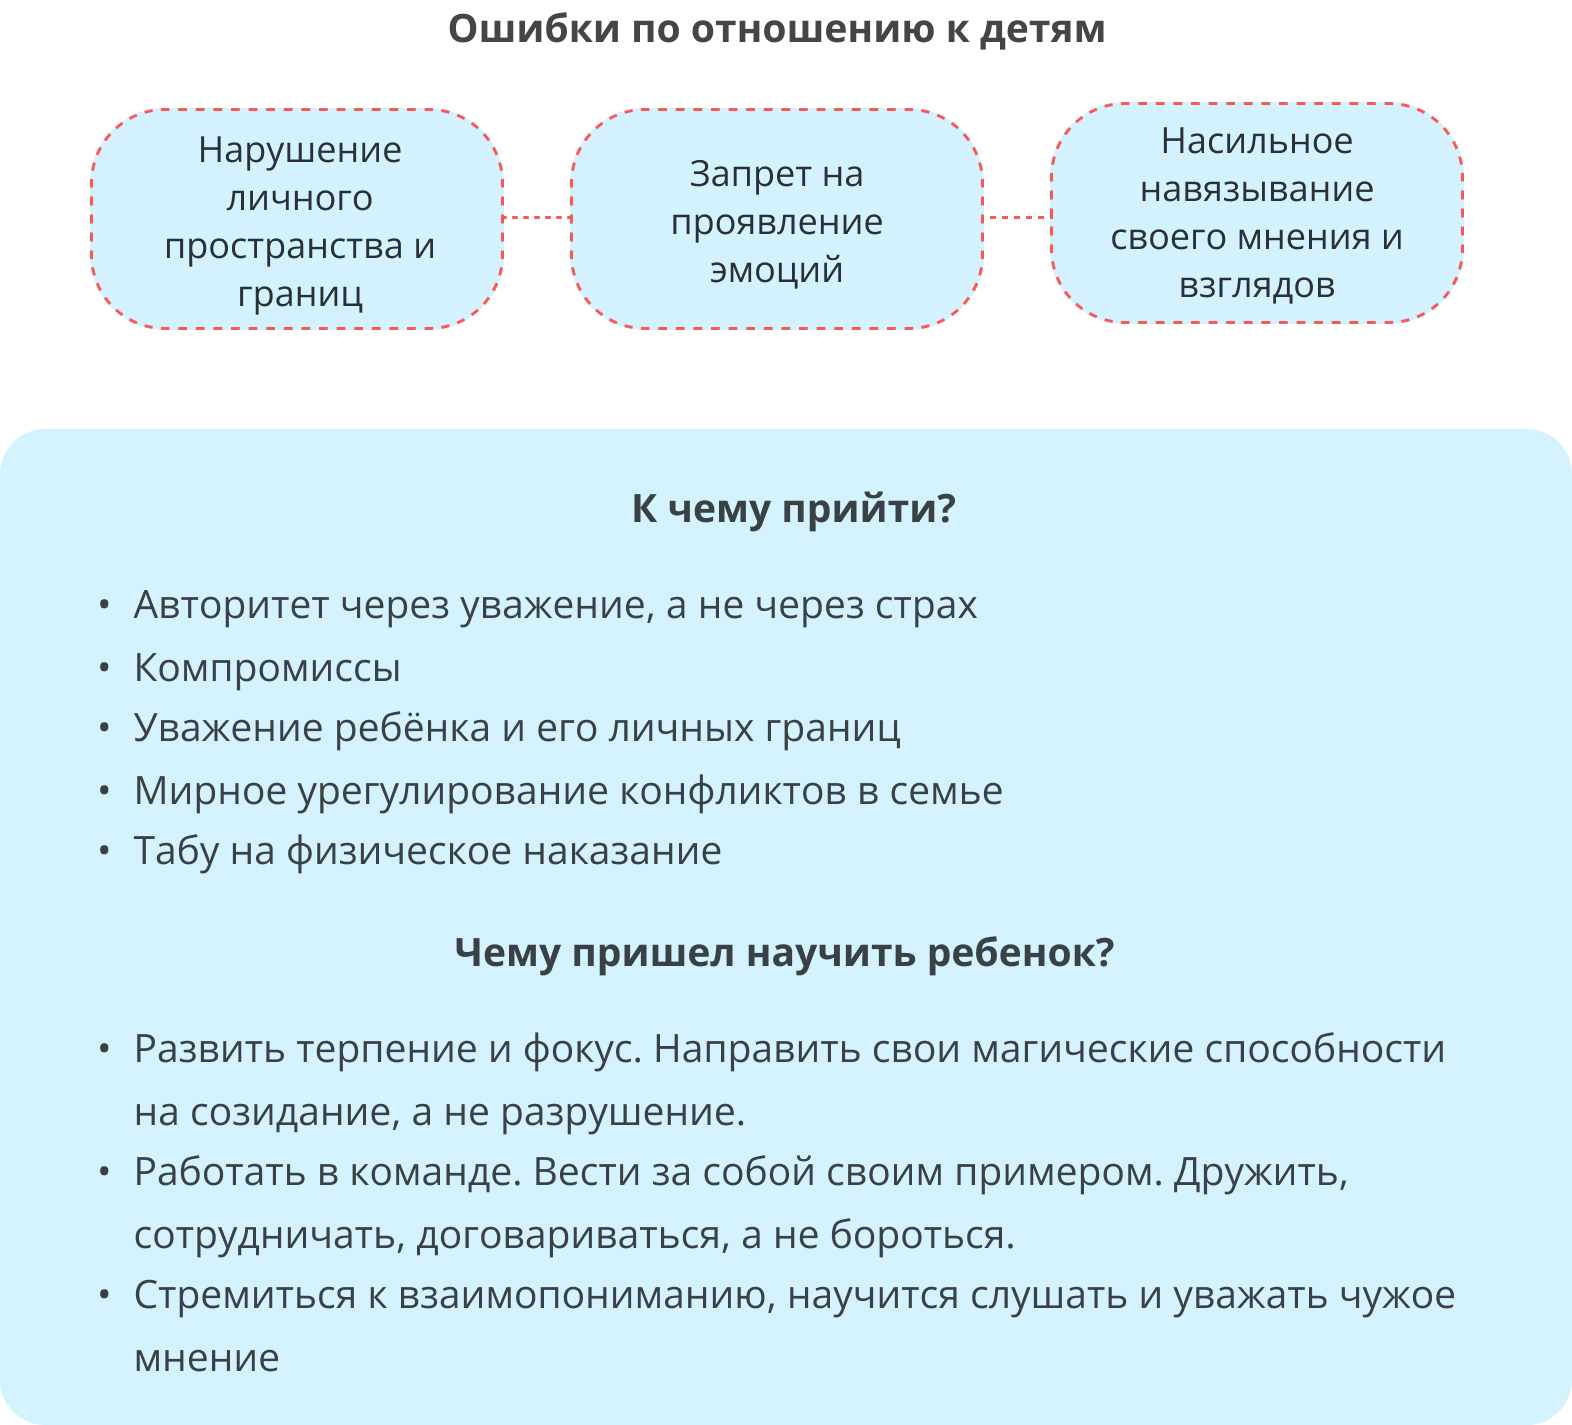 Ошибки по отношению к детям
Нарушение
личного
пространства и
границ
Запрет на
проявление
эмоций
Насильное
навязывание
своего мнения и
взглядов
К чему прийти?
• Авторитет через уважение, а не через страх
• Компромиссы
• Уважение ребёнка и его личных границ
• Мирное урегулирование конфликтов в семье
• Табу на физическое наказание
Чему пришел научить ребенок?
• Развить терпение и фокус. Направить свои магические способности
на созидание, а не разрушение.
• Работать в команде. Вести за собой своим примером. Дружить,
сотрудничать, договариваться, а не бороться.
• Стремиться к взаимопониманию, научится слушать и уважать чужое
мнение